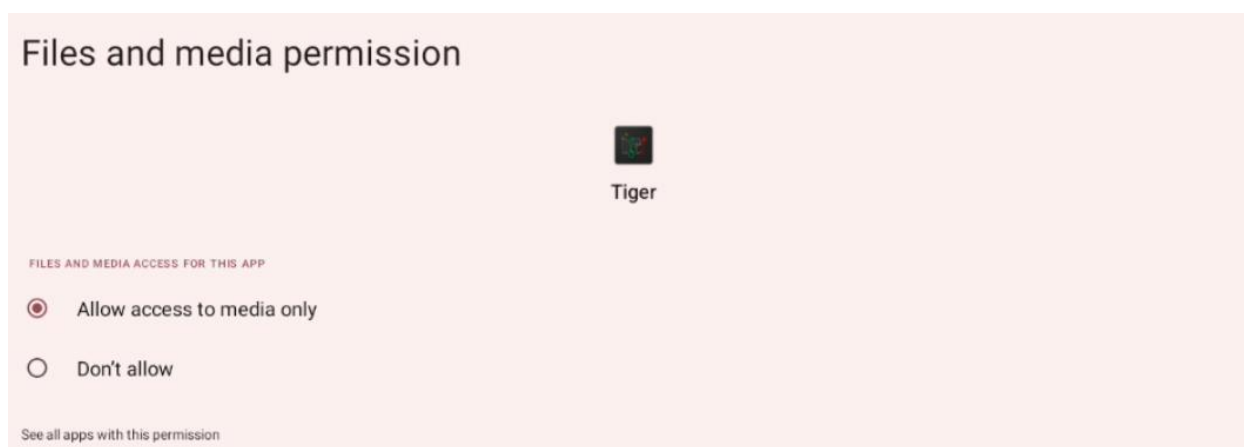 Files and media permission
Tiger
FILES AND MEDIA ACCESS FOR THIS APP
Allow access to media only
Don't allow
See all apps with this permission